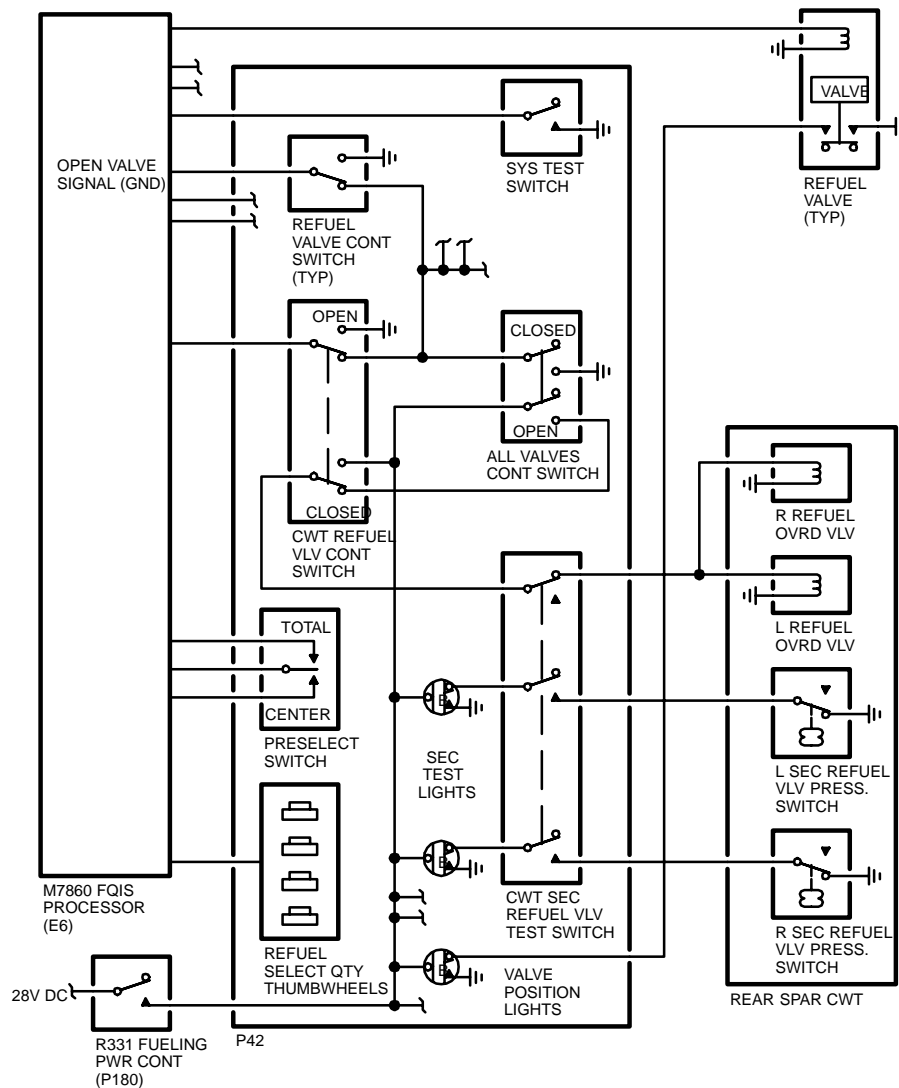 OPEN VALVE
SIGNAL (GND)
M7860 FQIS
PROCESSOR
(E6)
28V DC
R331 FUELING
PWR CONT
(P180)
P42
SYS TEST
SWITCH
REFUEL
VALVE CONT
SWITCH
(TYP)
OPEN
CLOSED
CWT REFUEL
VLV CONT
SWITCH
CLOSED
OPEN
ALL VALVES
CONT SWITCH
TOTAL
CENTER
PRESELECT
SWITCH
REFUEL
SELECT QTY
THUMBWHEELS
B
SEC
TEST
LIGHTS
B
B
VALVE
POSITION
LIGHTS
CWT SEC
REFUEL VLV
TEST SWITCH
VALVE
REFUEL
VALVE
(TYP)
R REFUEL
OVRD VLV
L REFUEL
OVRD VLV
L SEC REFUEL
VLV PRESS.
SWITCH
R SEC REFUEL
VLV PRESS.
SWITCH
REAR SPAR CWT